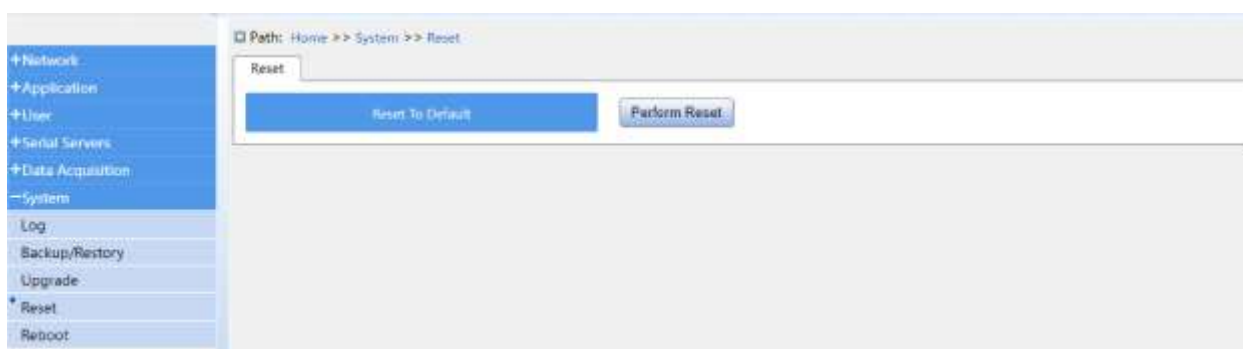 Path: Home >> System >> Reset
Reset
Reset To Default
Perform Reset
+Network
+Application
+User
+Serial Servers
+Data Acquisition
−System
Log
Backup/Restory
Upgrade
Reset
Reboot